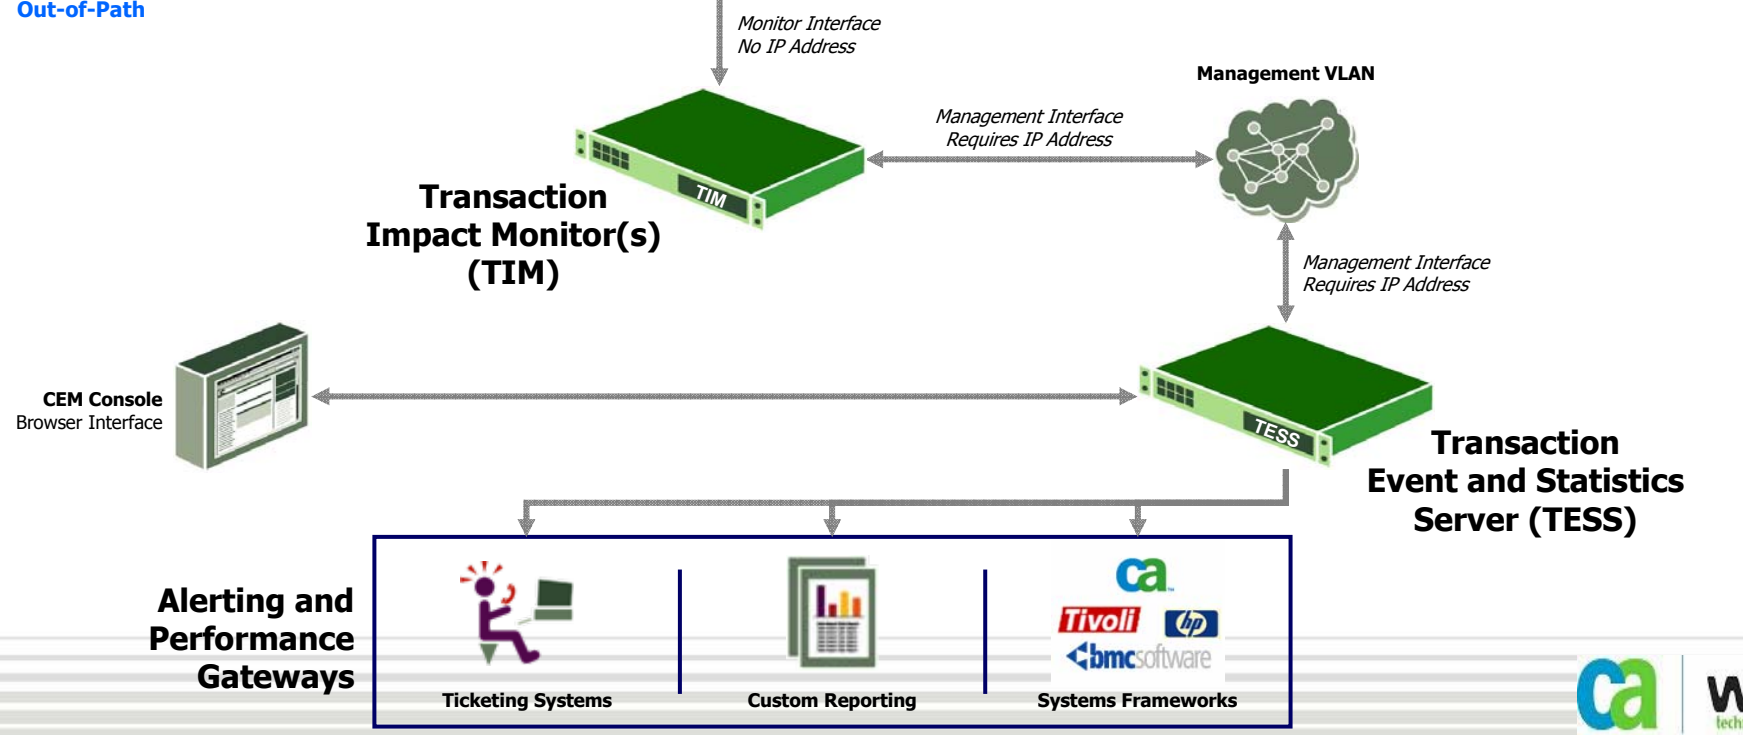 Out-of-Path
Monitor Interface
No IP Address
Management VLAN
Management Interface
Requires IP Address
TIM
Transaction
Impact Monitor(s)
(TIM)
Management Interface
Requires IP Address
CEM Console
Browser Interface
TESS
Transaction
Event and Statistics
Server (TESS)
Alerting and
Performance
Gateways
ca
Tivoli
hp
bmcsoftware
Ticketing Systems
Custom Reporting
Systems Frameworks
ca